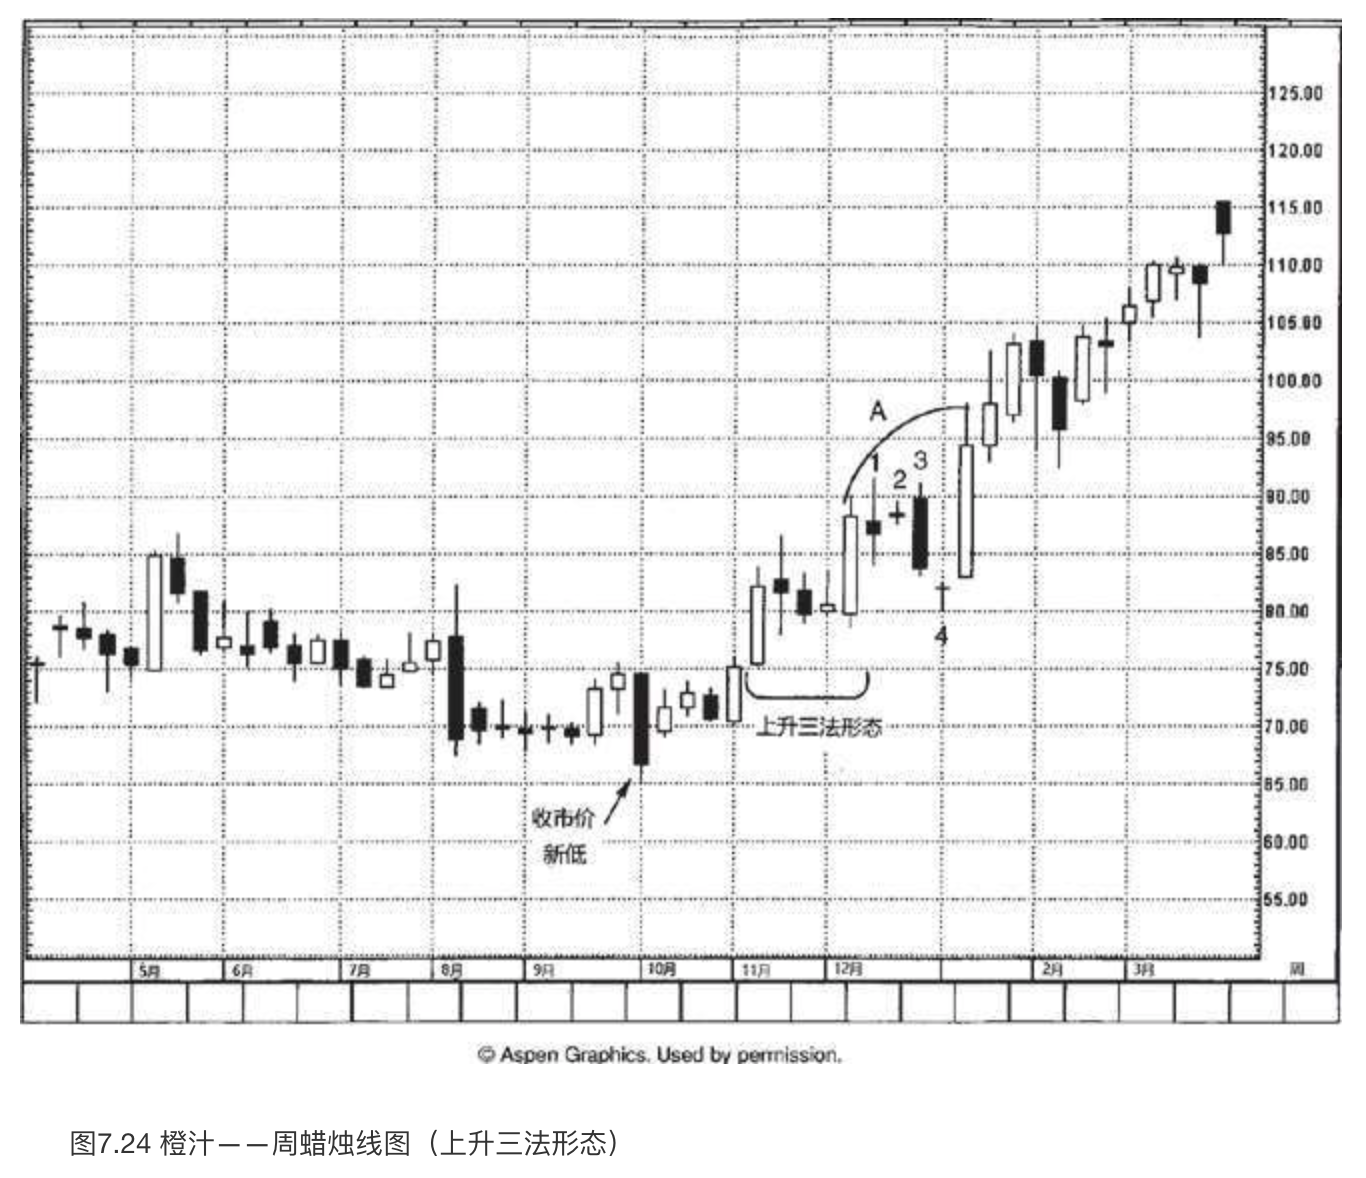 125.00
120.00
115.00
110.00
105.00
100.00
95.00
90.00
85.00
80.00
75.00
70.00
65.00
60.00
55.00
A
1
2
3
4
上升三法形态
收市价
新低
5月 6月 7月 8月 9月 10月 11月 12月 2月 3月 周
© Aspen Graphics. Used by permission.
图7.24 橙汁——周蜡烛线图（上升三法形态）